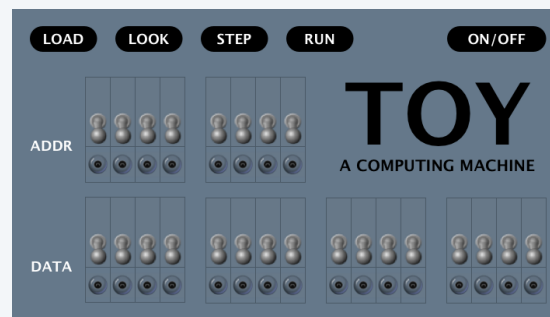 LOAD LOOK STEP RUN ON/OFF
TOY
ADDR
A COMPUTING MACHINE
DATA